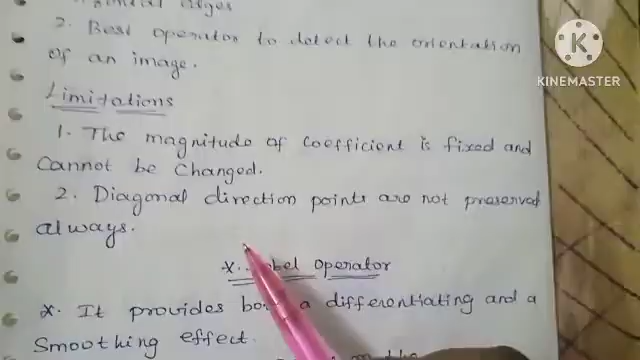 edges
2. Best operator to detect the orientation
of an image.
Limitations
1. The magnitude of coefficient is fixed and
Cannot be Changed.
2. Diagonal direction points are not preserved
always.
*. Operator
*. It provides a differentiating and a
Smoothing effect.
the
KINEMASTER